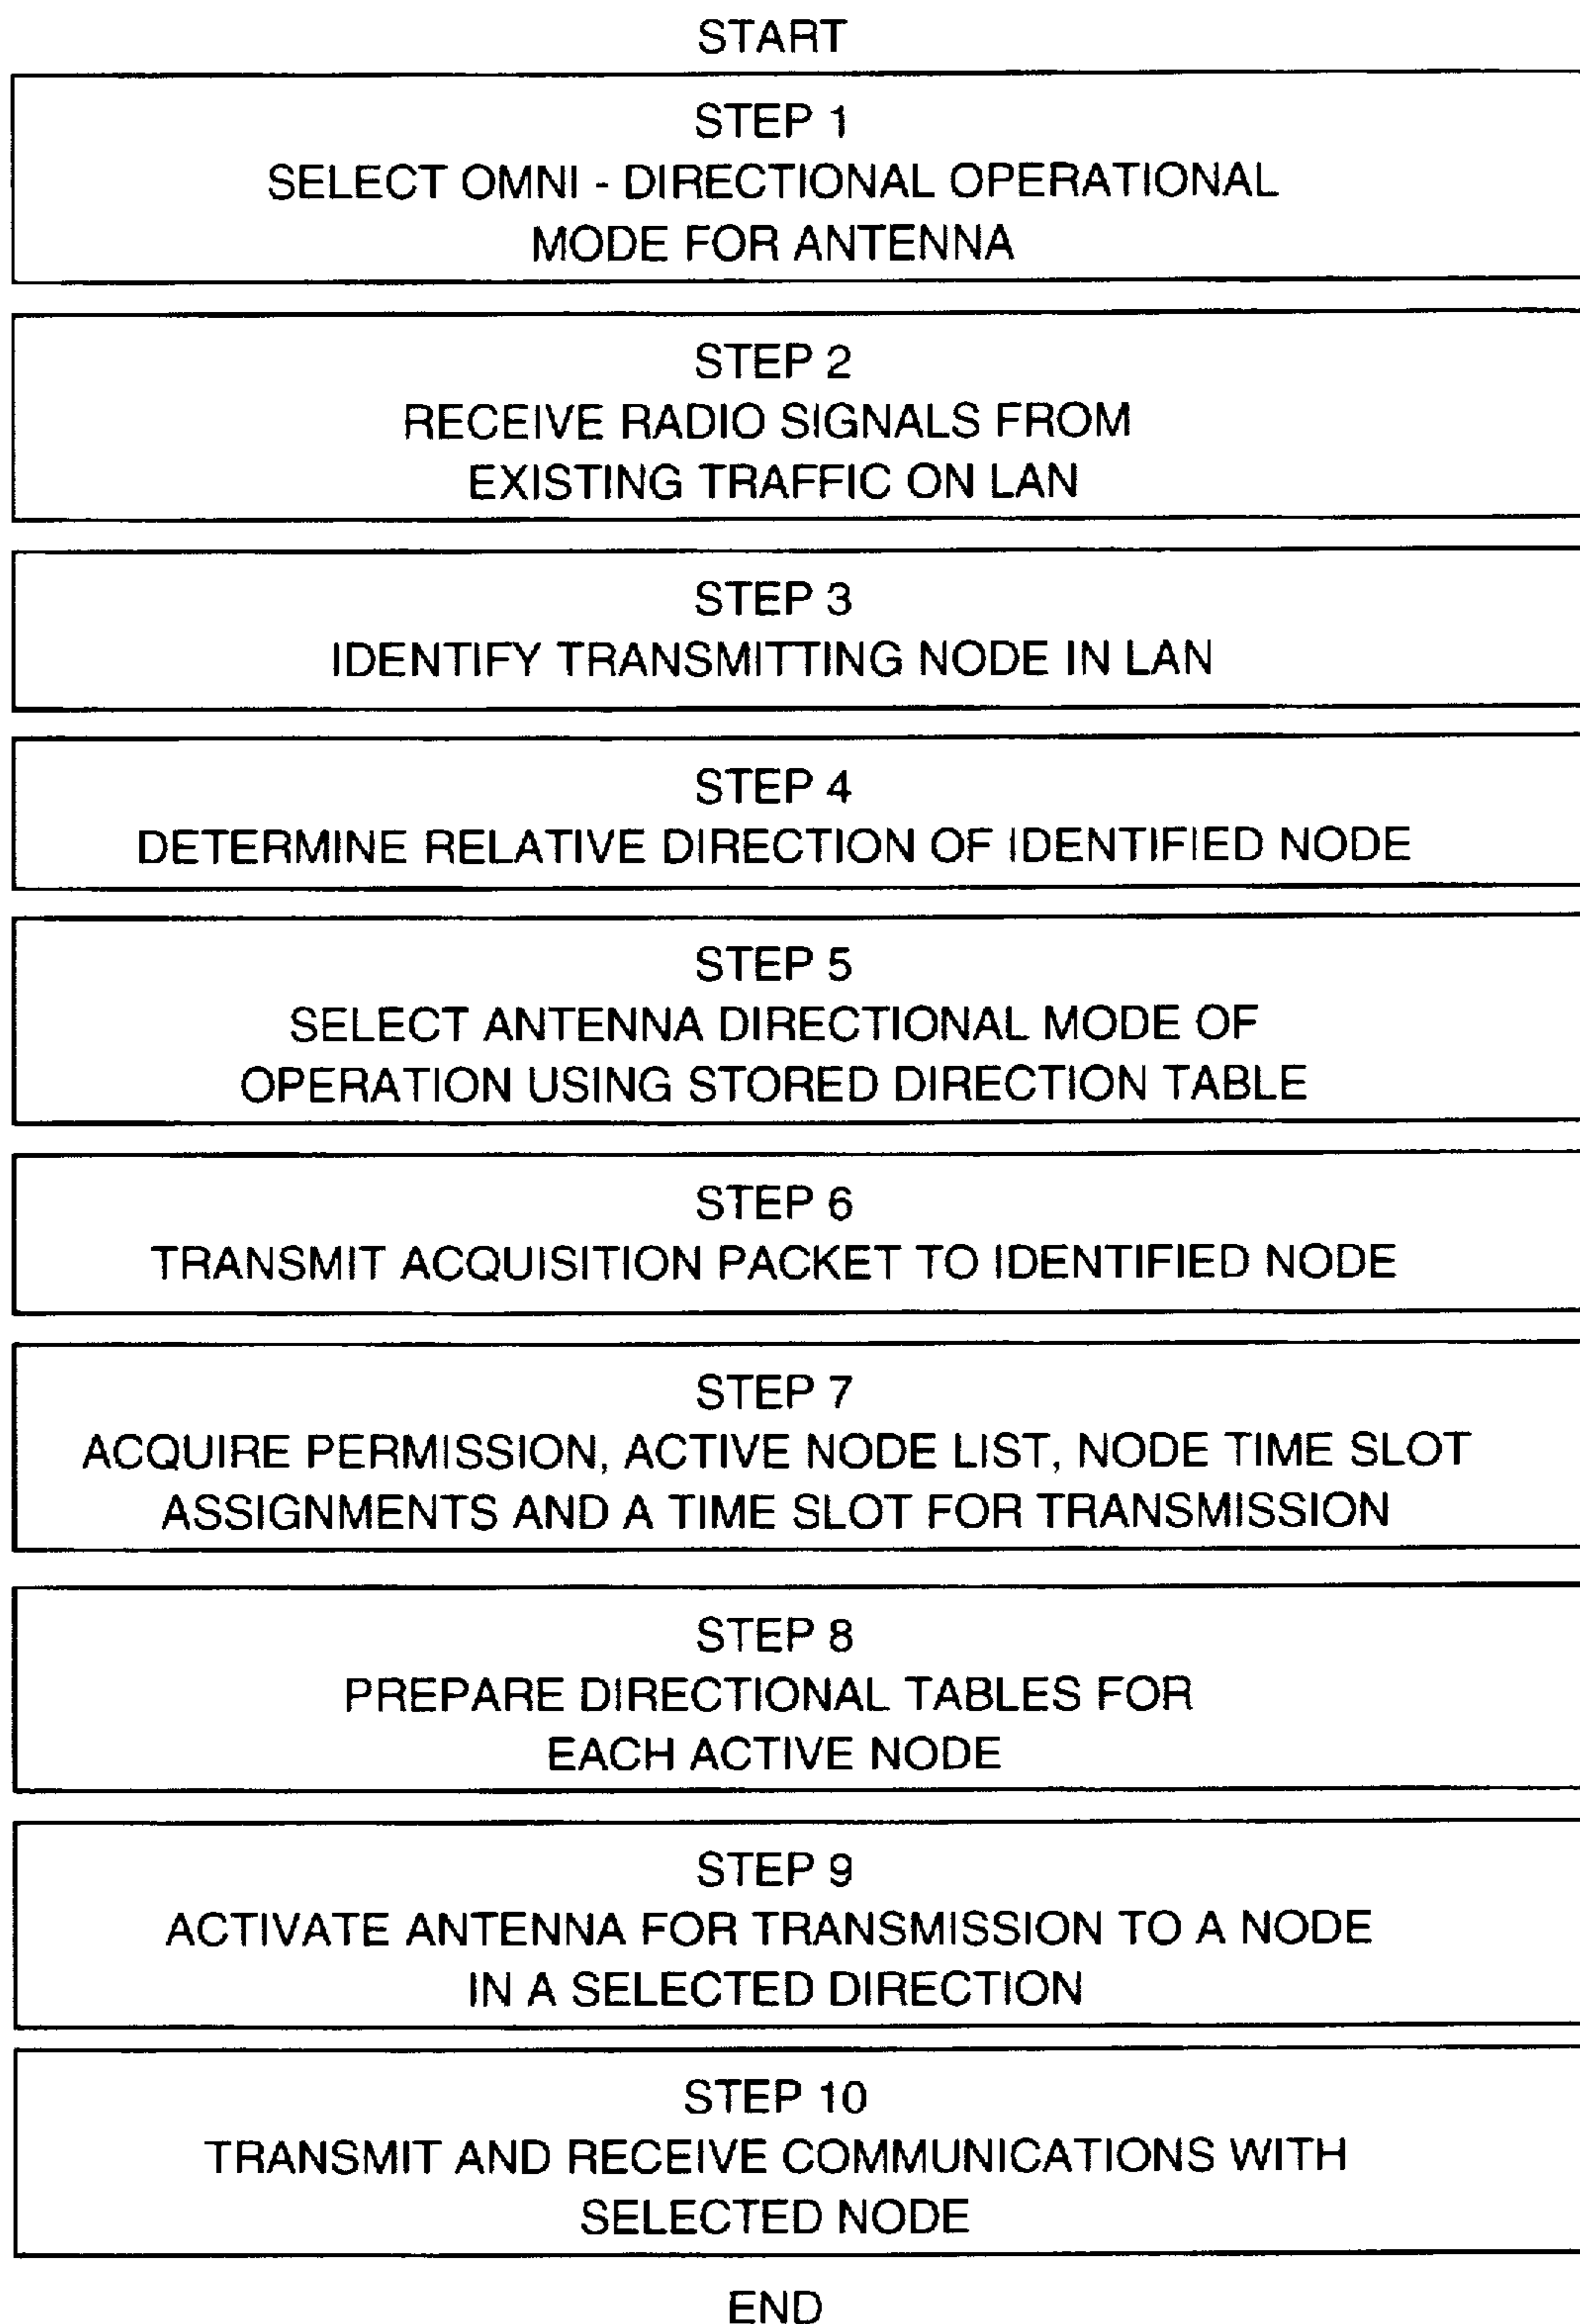 START
STEP 1
SELECT OMNI - DIRECTIONAL OPERATIONAL
MODE FOR ANTENNA
STEP 2
RECEIVE RADIO SIGNALS FROM
EXISTING TRAFFIC ON LAN
STEP 3
IDENTIFY TRANSMITTING NODE IN LAN
STEP 4
DETERMINE RELATIVE DIRECTION OF IDENTIFIED NODE
STEP 5
SELECT ANTENNA DIRECTIONAL MODE OF
OPERATION USING STORED DIRECTION TABLE
STEP 6
TRANSMIT ACQUISITION PACKET TO IDENTIFIED NODE
STEP 7
ACQUIRE PERMISSION, ACTIVE NODE LIST, NODE TIME SLOT
ASSIGNMENTS AND A TIME SLOT FOR TRANSMISSION
STEP 8
PREPARE DIRECTIONAL TABLES FOR
EACH ACTIVE NODE
STEP 9
ACTIVATE ANTENNA FOR TRANSMISSION TO A NODE
IN A SELECTED DIRECTION
STEP 10
TRANSMIT AND RECEIVE COMMUNICATIONS WITH
SELECTED NODE
END